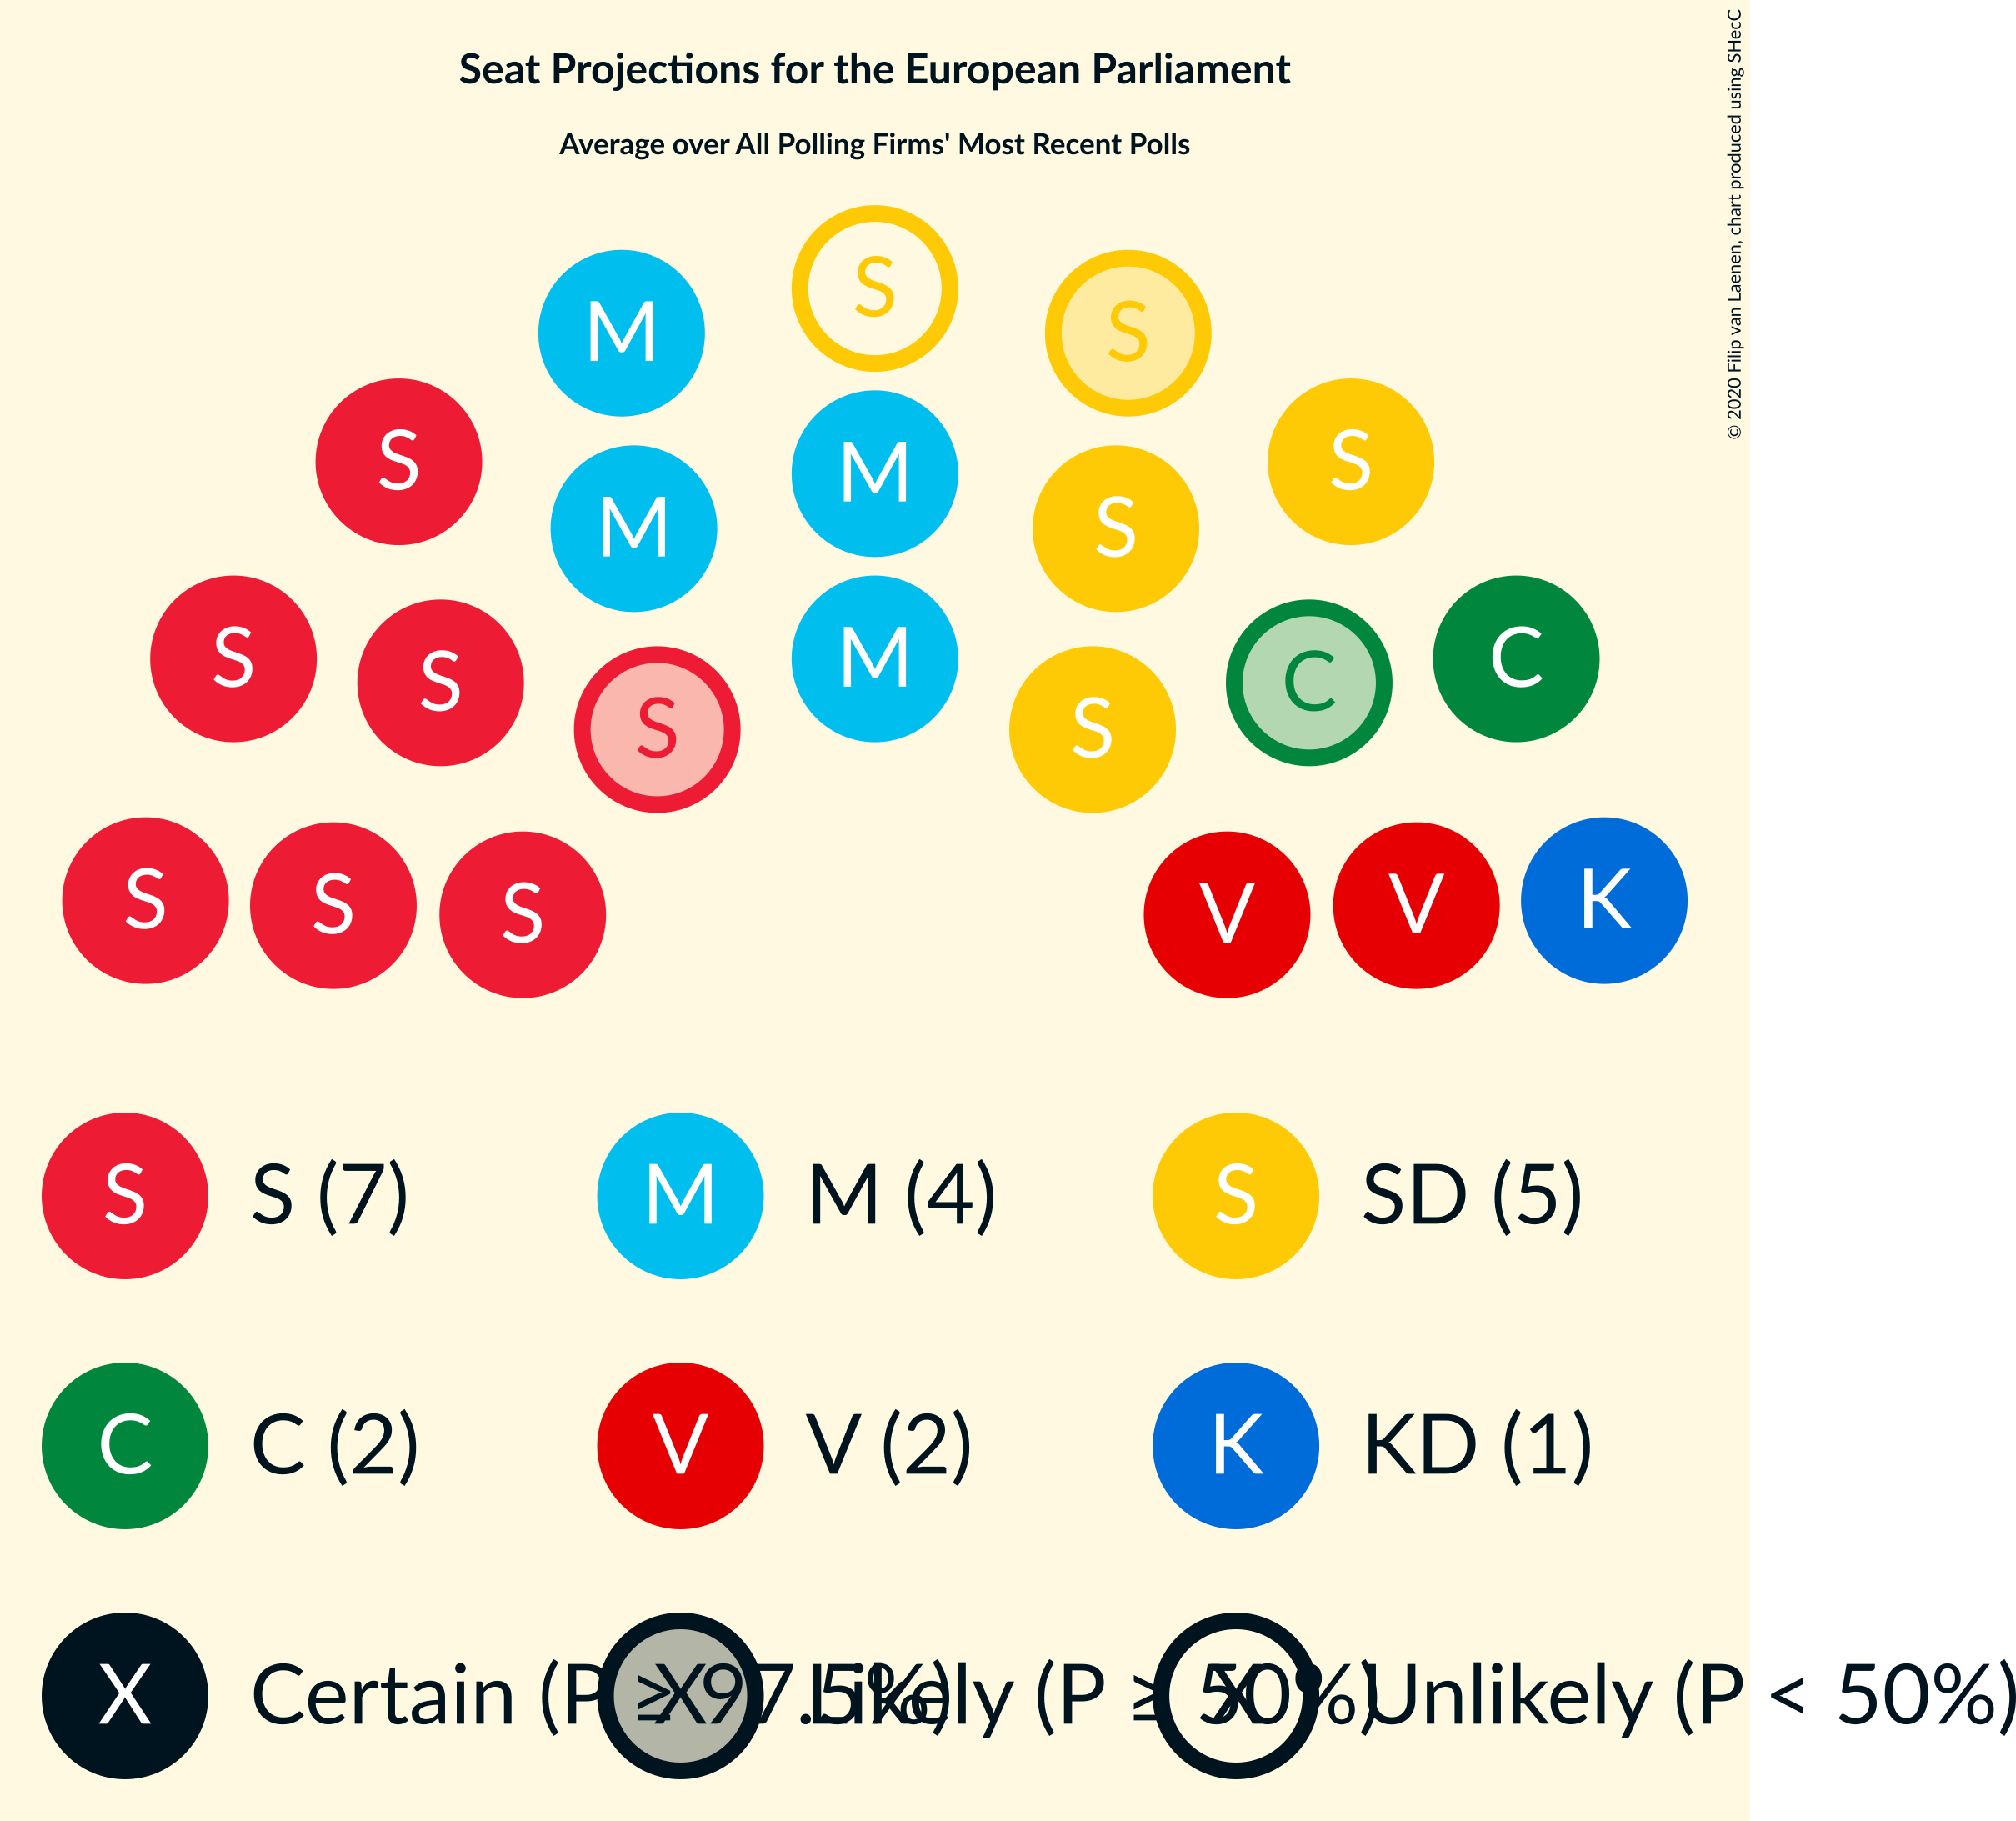 Seat Projections for the European Parliament
Average over All Polling Firms' Most Recent Polls
© 2020 Filip van Laenen, chart produced using SHecC
S
M S
M M S S
S S S M S C C
S S S V V K
S S (7) M M (4) S SD (5)
C C (2) V V (2) K KD (1)
X Certain (P ≥ 97.5%) X Likely (P ≥ 50%) X Unlikely (P < 50%)